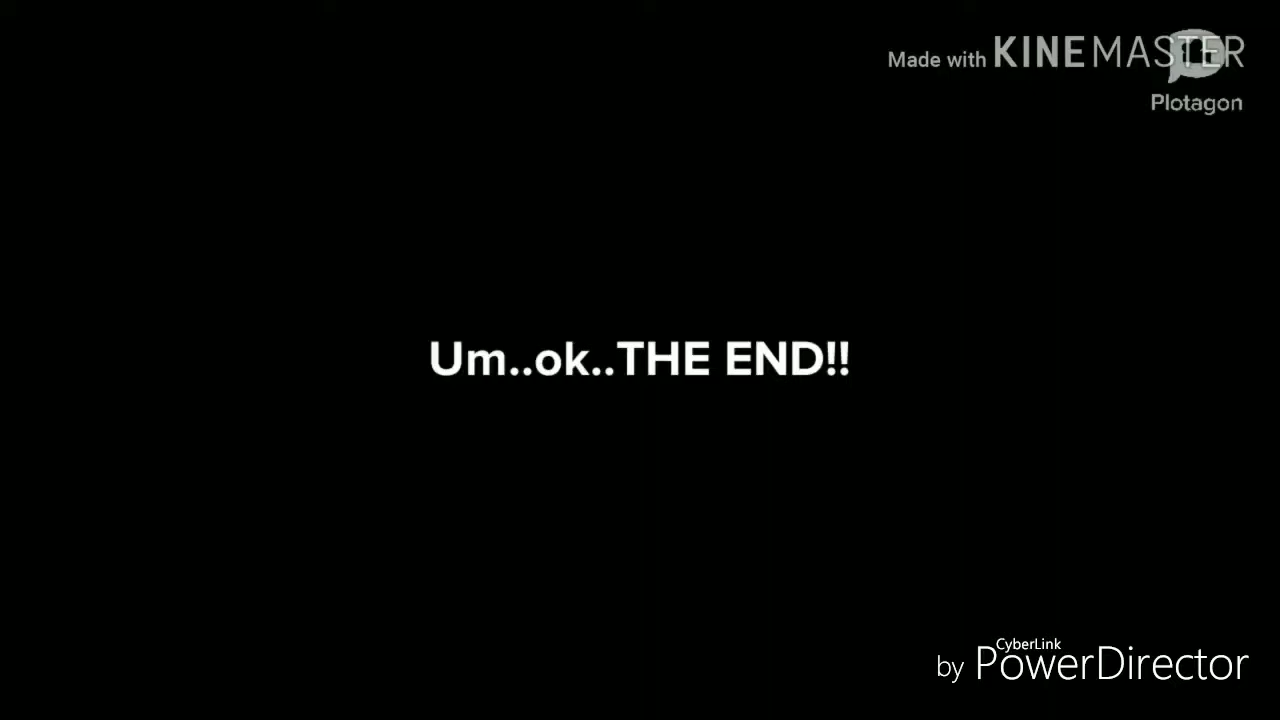 Made with KINEMASTER
Plotagon
Um..ok..THE END!!
CyberLink
by PowerDirector